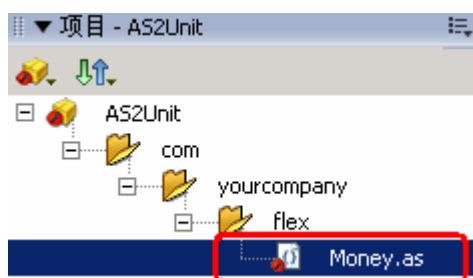 项目 - AS2Unit
AS2Unit
com
yourcompany
flex
Money.as